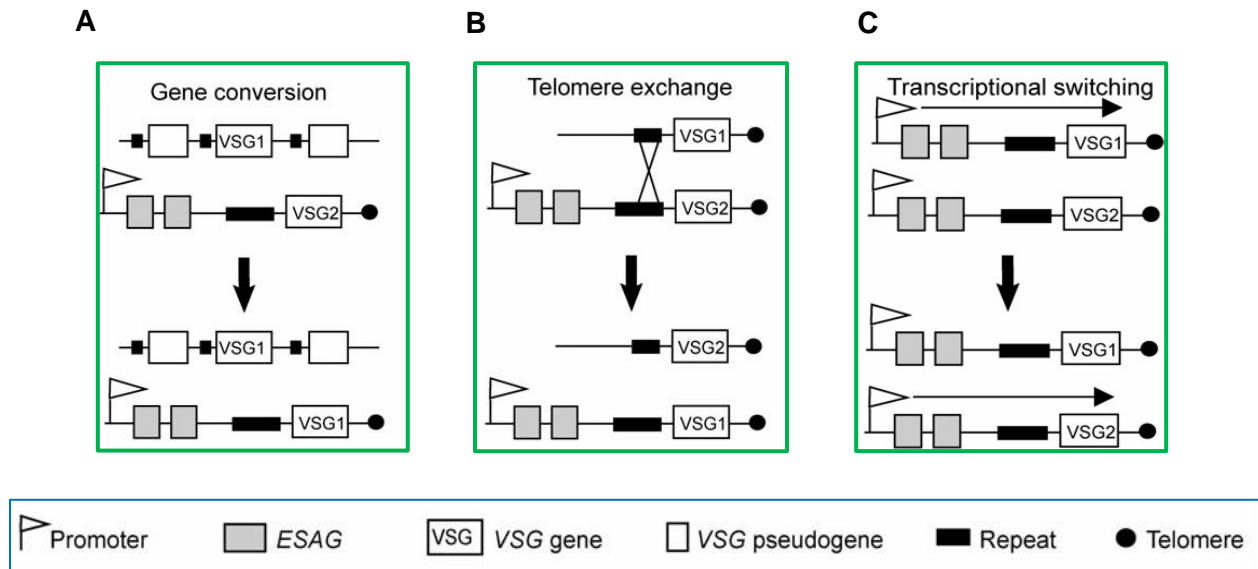 A
B
C
Gene conversion
VSG1
VSG2
VSG1
VSG1
Telomere exchange
VSG1
VSG2
VSG2
VSG1
Transcriptional switching
VSG1
VSG2
VSG1
VSG2
Promoter
ESAG
VSG
VSG gene
VSG pseudogene
Repeat
Telomere